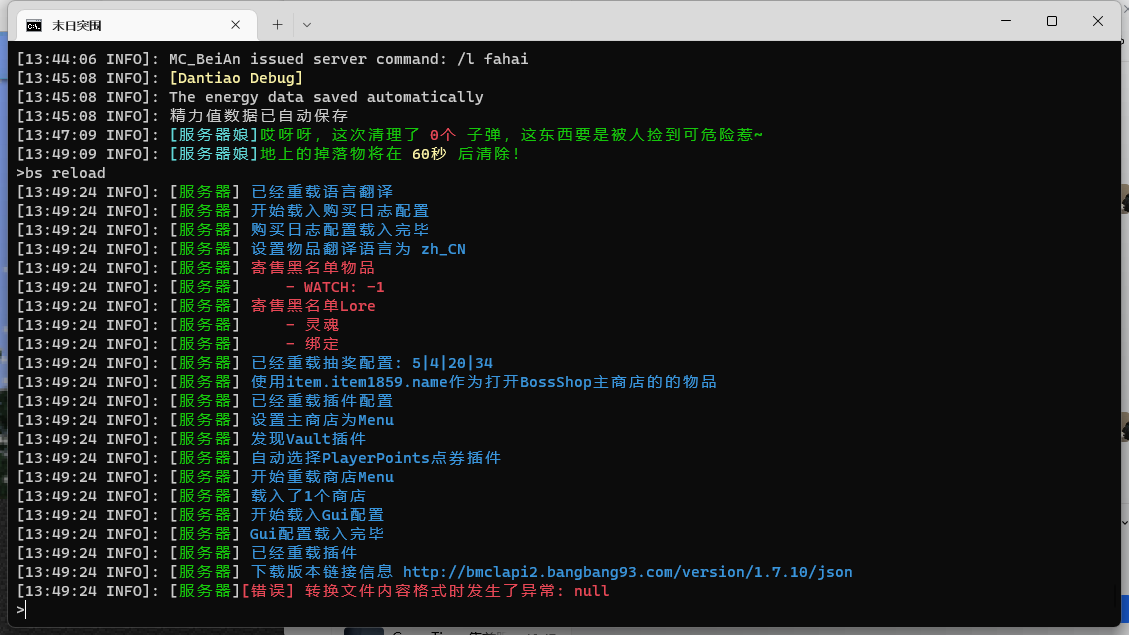 末日突围
[13:44:06 INFO]: MC_BeiAn issued server command: /l fahai
[13:45:08 INFO]: [Dantiao Debug]
[13:45:08 INFO]: The energy data saved automatically
[13:45:08 INFO]: 精力值数据已自动保存
[13:47:09 INFO]: [服务器娘]哎呀呀，这次清理了 0个 子弹，这东西要是被人捡到可危险惹~
[13:49:09 INFO]: [服务器娘]地上的掉落物将在 60秒 后清除！
>bs reload
[13:49:24 INFO]: [服务器] 已经重载语言翻译
[13:49:24 INFO]: [服务器] 开始载入购买日志配置
[13:49:24 INFO]: [服务器] 购买日志配置载入完毕
[13:49:24 INFO]: [服务器] 设置物品翻译语言为 zh_CN
[13:49:24 INFO]: [服务器] 寄售黑名单物品
[13:49:24 INFO]: [服务器]     - WATCH: -1
[13:49:24 INFO]: [服务器] 寄售黑名单Lore
[13:49:24 INFO]: [服务器]     - 灵魂
[13:49:24 INFO]: [服务器]     - 绑定
[13:49:24 INFO]: [服务器] 已经重载抽奖配置: 5|4|20|34
[13:49:24 INFO]: [服务器] 使用item.item1859.name作为打开BossShop主商店的的物品
[13:49:24 INFO]: [服务器] 已经重载插件配置
[13:49:24 INFO]: [服务器] 设置主商店为Menu
[13:49:24 INFO]: [服务器] 发现Vault插件
[13:49:24 INFO]: [服务器] 自动选择PlayerPoints点券插件
[13:49:24 INFO]: [服务器] 开始重载商店Menu
[13:49:24 INFO]: [服务器] 载入了1个商店
[13:49:24 INFO]: [服务器] 开始载入Gui配置
[13:49:24 INFO]: [服务器] Gui配置载入完毕
[13:49:24 INFO]: [服务器] 已经重载插件
[13:49:24 INFO]: [服务器] 下载版本链接信息 http://bmclapi2.bangbang93.com/version/1.7.10/json
[13:49:24 INFO]: [服务器][错误] 转换文件内容格式时发生了异常: null
>